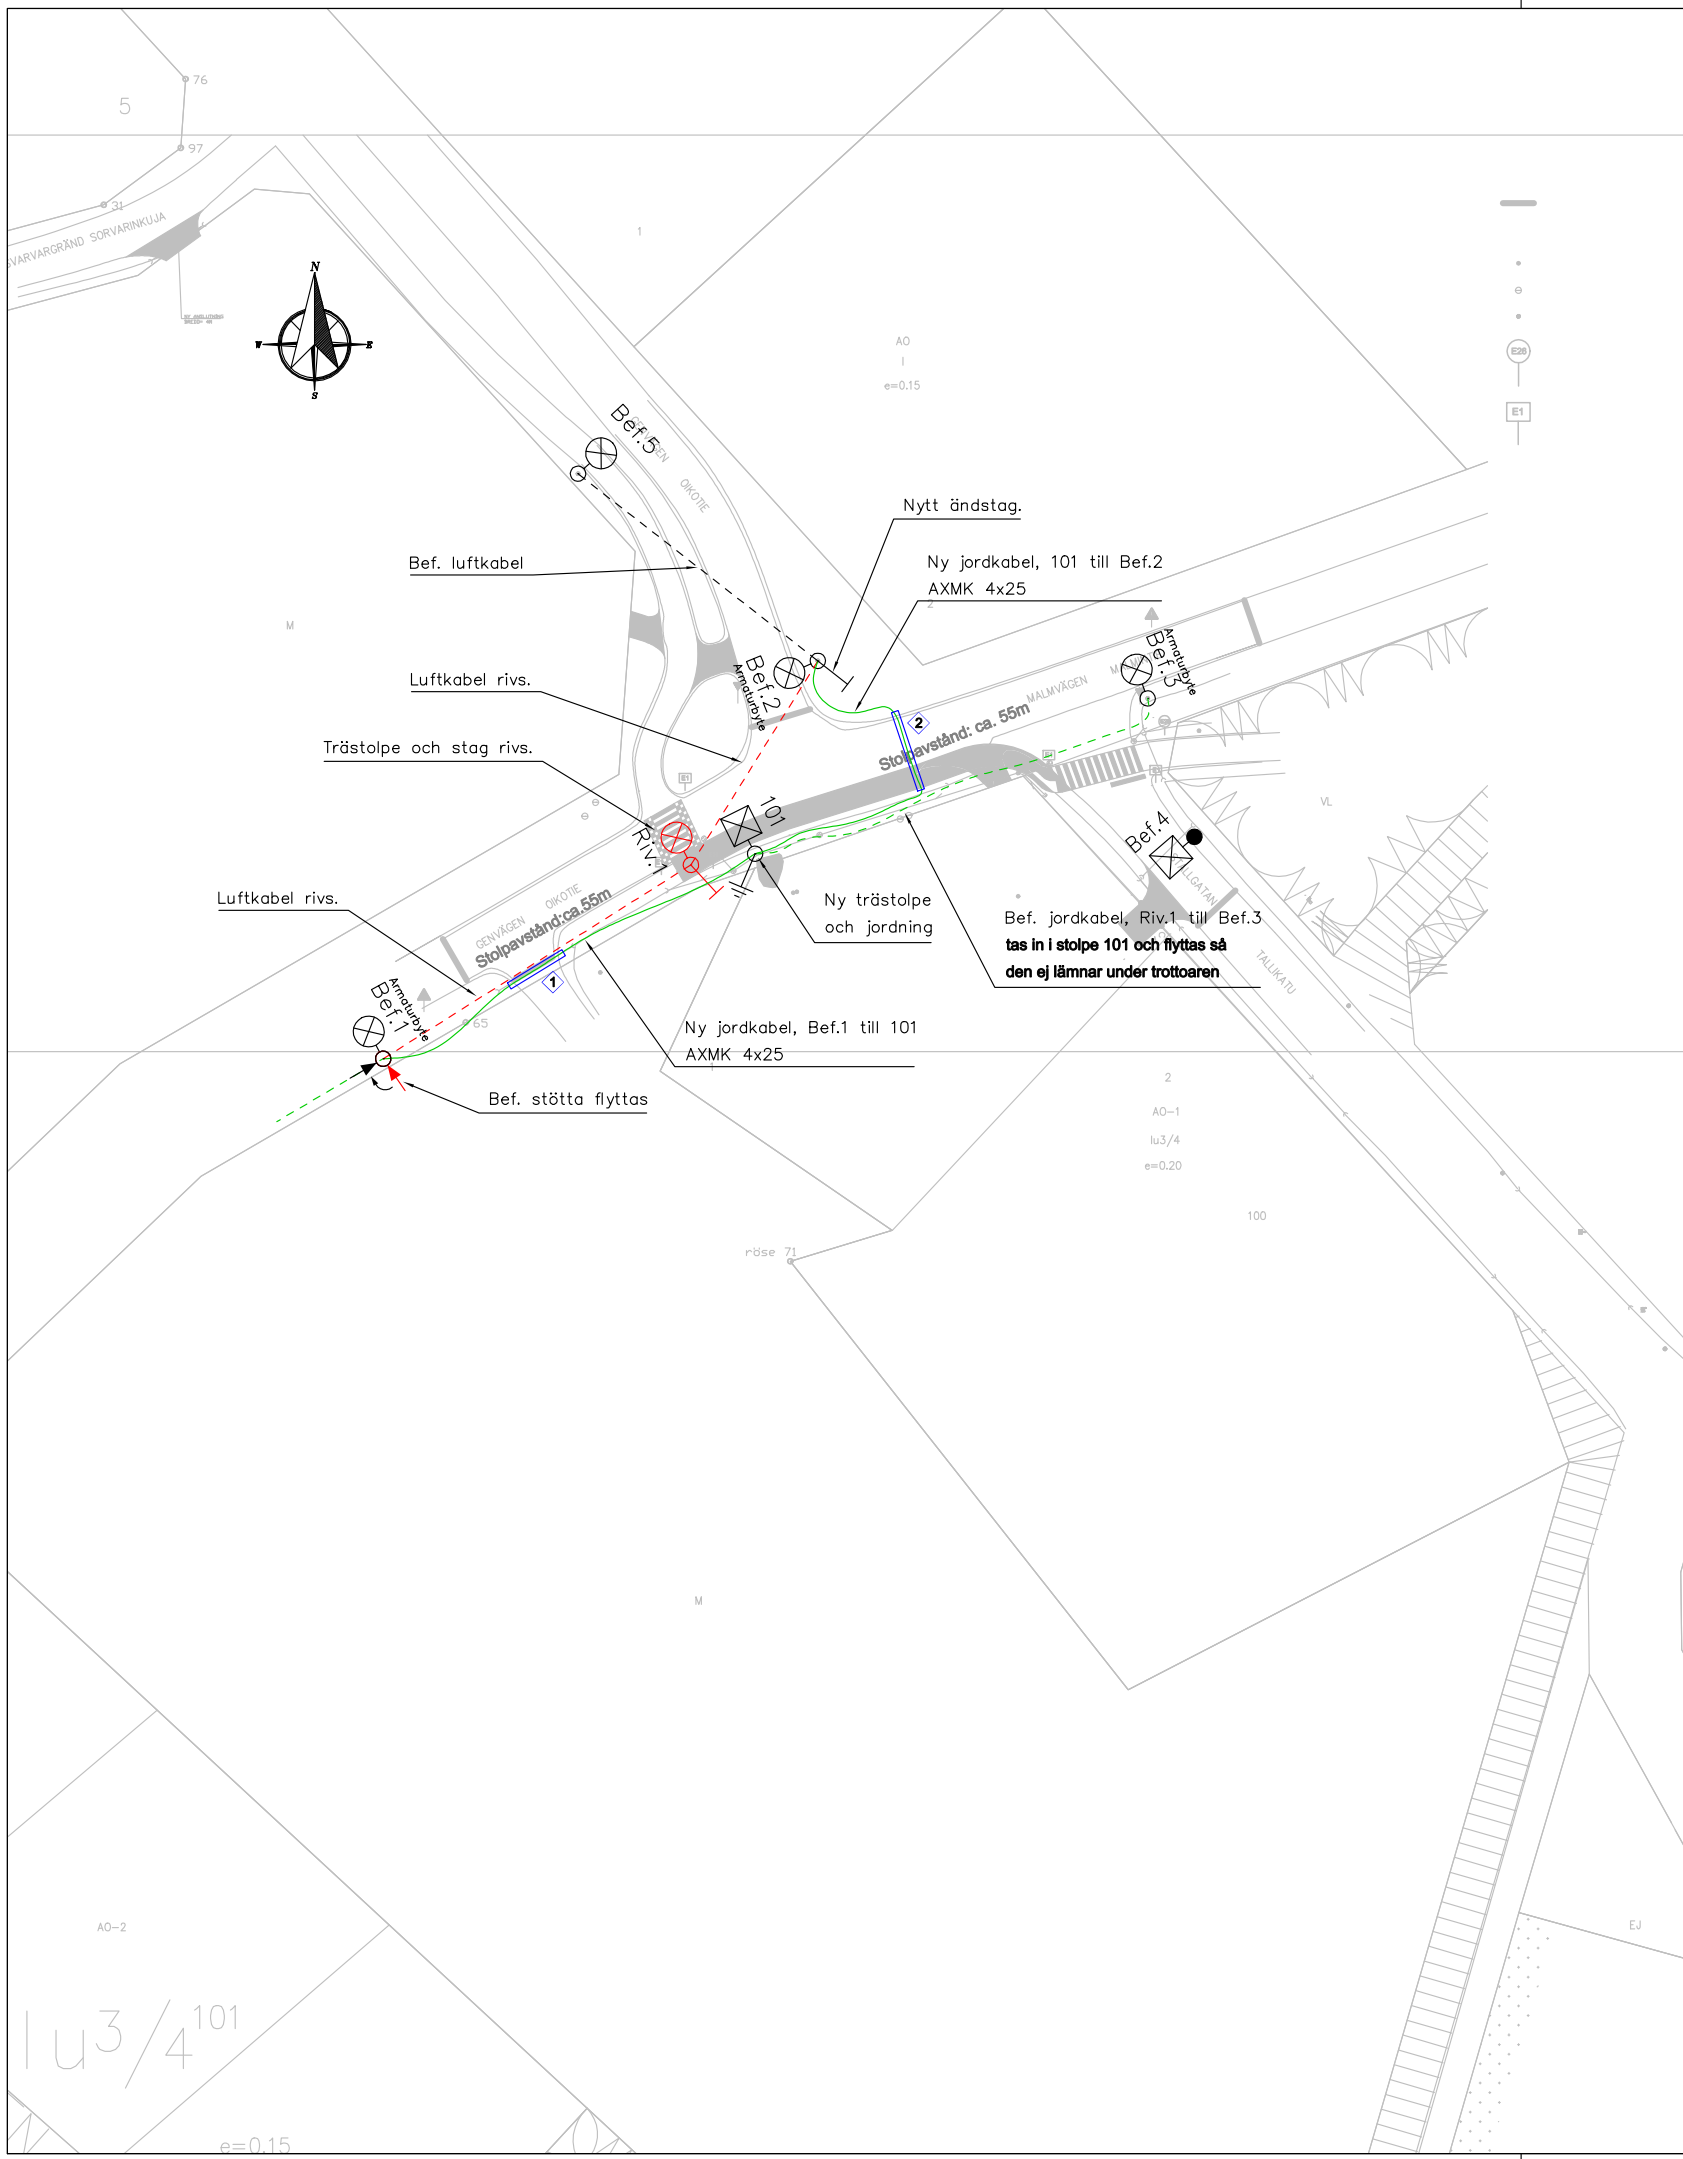 76
5
97
31
SVARVARGRÄND SORVARINKUJA
1
N
W
E
S
AO
I
e=0.15
E28
E1
Bef.5
GENVÄGEN
OIKOTIE
Nytt ändstag.
Bef. luftkabel
Ny jordkabel, 101 till Bef.2
AXMK 4x25
2
M
Armaturbyte
Bef.3
Bef.2
Armaturbyte
Luftkabel rivs.
MALMVÄGEN
2
Stolpavstånd: ca. 55m
Trästolpe och stag rivs.
E1
101
Riv.1
VL
Bef.4
TALLGATAN
Luftkabel rivs.
GENVÄGEN
OIKOTIE
Stolpavstånd:ca.55m
Ny trästolpe
och jordning
Bef. jordkabel, Riv.1 till Bef.3
tas in i stolpe 101 och flyttas så
den ej lämnar under trottoaren
TALLIKATU
1
Armaturbyte
Bef.1
65
Ny jordkabel, Bef.1 till 101
AXMK 4x25
1
Bef. stötta flyttas
2
AO-1
lu3/4
e=0.20
100
röse 71
M
AO-2
EJ
lu3/4 101
e=0.15